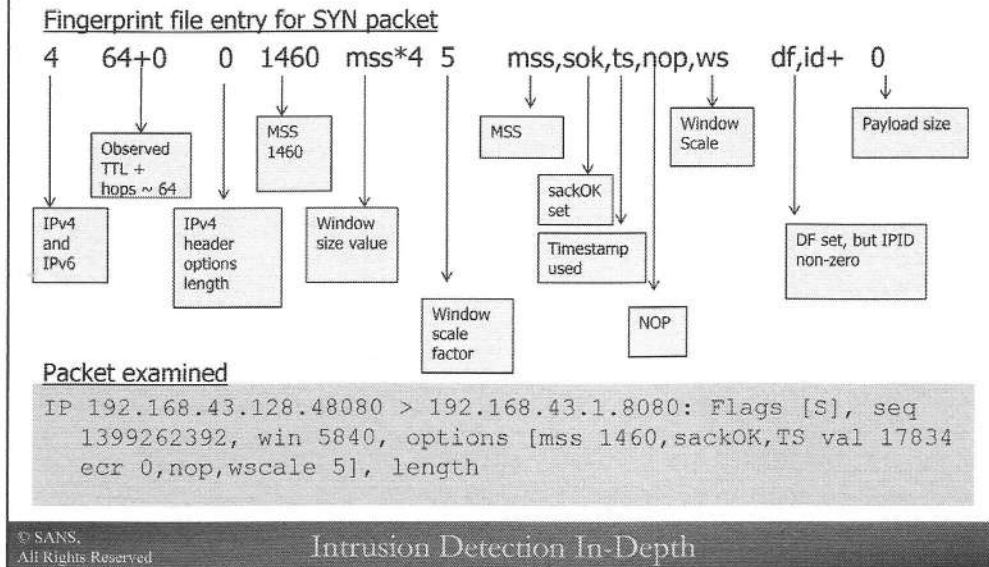 Fingerprint file entry for SYN packet
4 64+0 0 1460 mss*4 5 mss,sok,ts,nop,ws df,id+ 0
Observed
TTL +
hops ~ 64
MSS
1460
MSS
Window
Scale
Payload size
IPv4
and
IPv6
IPv4
header
options
length
Window
size value
sackOK
set
Timestamp
used
DF set, but IPID
non-zero
Window
scale
factor
NOP
Packet examined
IP 192.168.43.128.48080 > 192.168.43.1.8080: Flags [S], seq
1399262392, win 5840, options [mss 1460,sackOK,TS val 17834
ecr 0,nop,wscale 5], length
© SANS,
All Rights Reserved
Intrusion Detection In-Depth